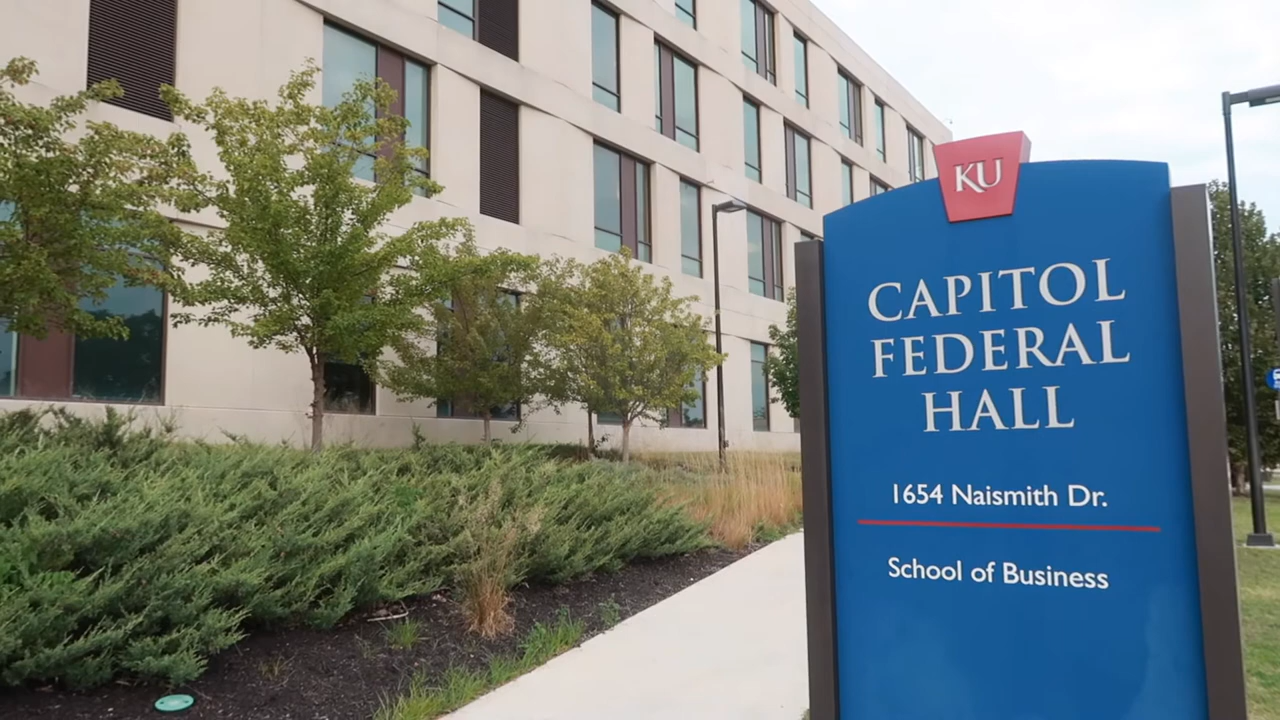 KU
CAPITOL
FEDERAL
HALL
1654 Naismith Dr.
School of Business